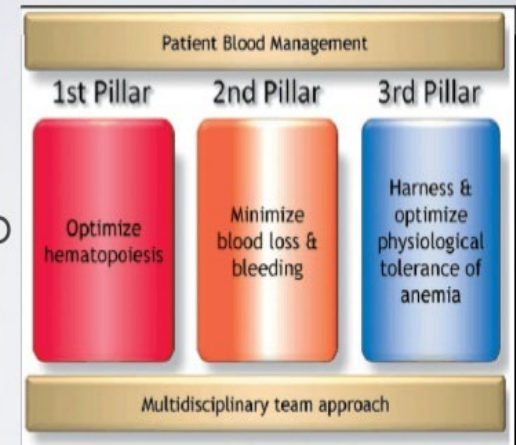 Patient Blood Management
1st Pillar
2nd Pillar
3rd Pillar
Optimize
hematopoiesis
Minimize
blood loss &
bleeding
Harness &
optimize
physiological
tolerance of
anemia
Multidisciplinary team approach